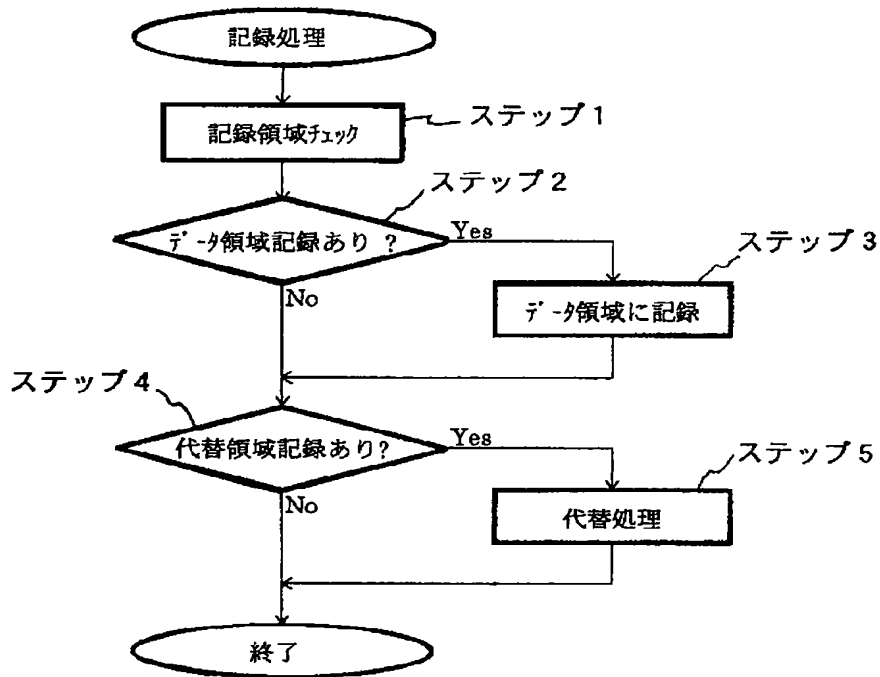 記録処理
記録領域ﾁｪｯｸ
ステップ1
ステップ2
ﾃﾞｰﾀ領域記録あり ?
Yes
ステップ3
No
ﾃﾞｰﾀ領域に記録
ステップ4
代替領域記録あり?
Yes
ステップ5
No
代替処理
終了